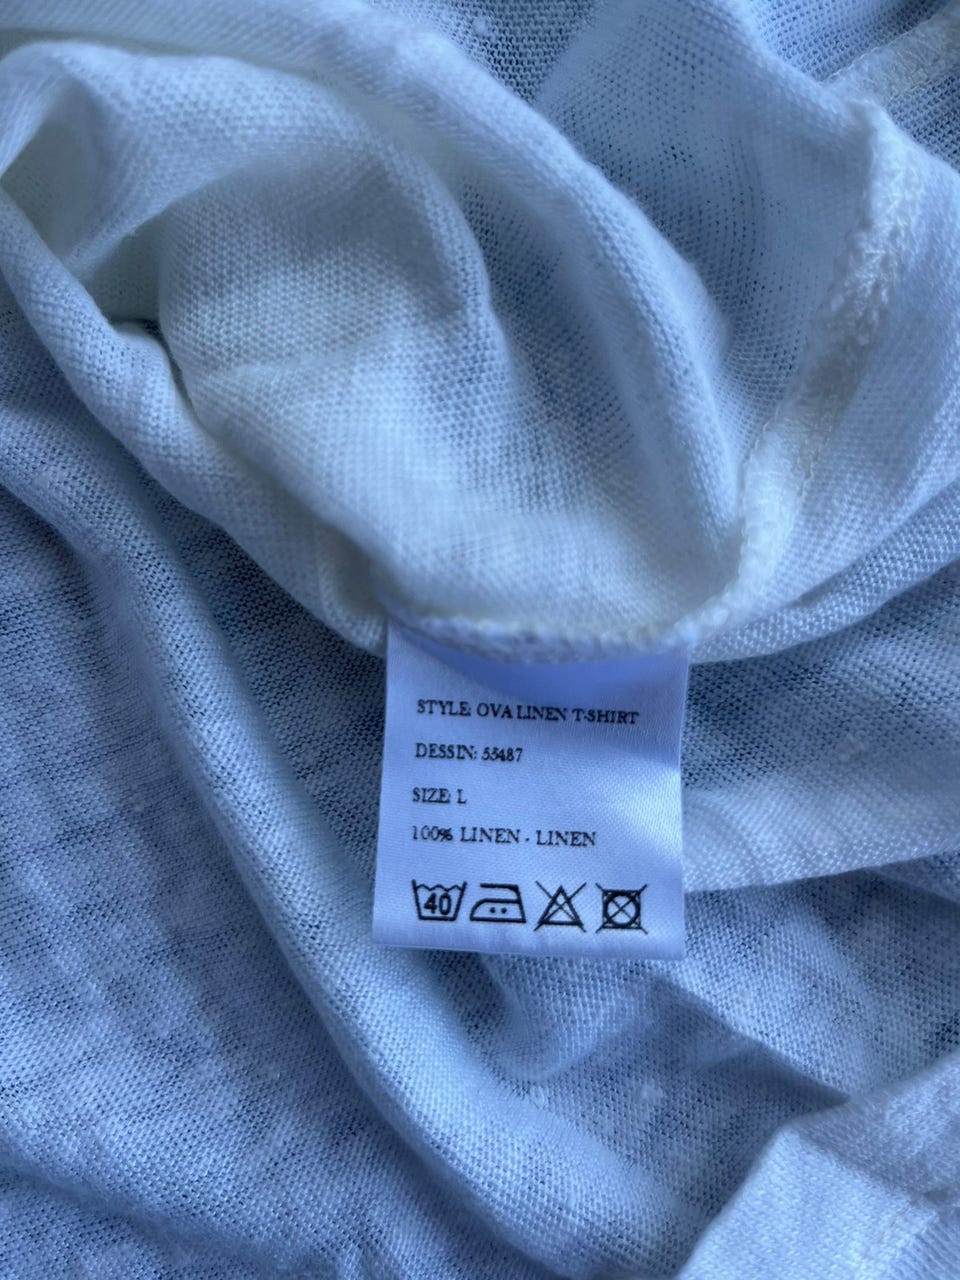 STYLE: OVA LINEN T-SHIRT
DESSIN: 53487
SIZE: L
100% LINEN - LINEN
40